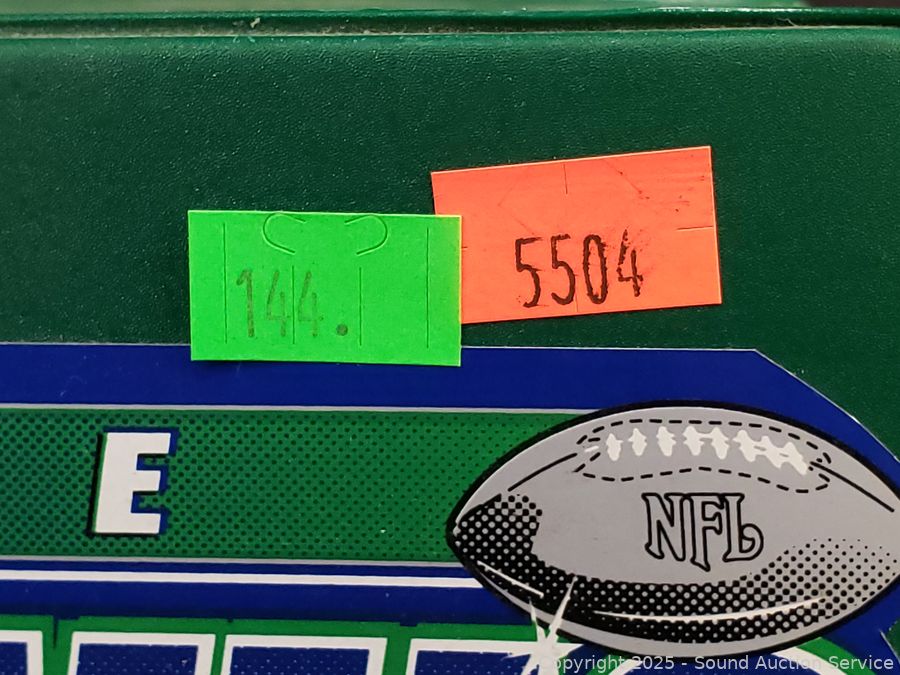 5504
144.
E
NFL
Copyright 2025 - Sound Auction Service